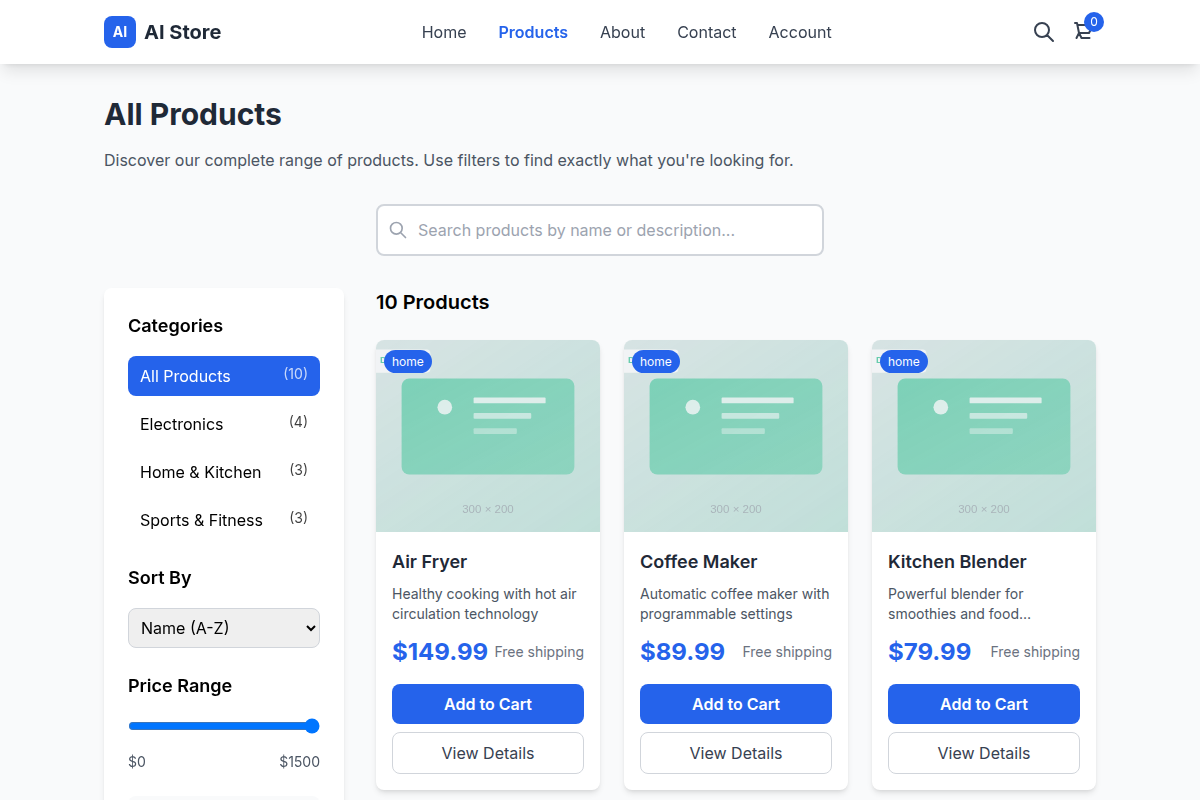 AI AI Store Home Products About Contact Account 0
All Products
Discover our complete range of products. Use filters to find exactly what you're looking for.
Search products by name or description...
Categories
All Products (10)
Electronics (4)
Home & Kitchen (3)
Sports & Fitness (3)
Sort By
Name (A-Z)
Price Range
$0 $1500
10 Products
home
300 × 200
Air Fryer
Healthy cooking with hot air
circulation technology
$149.99 Free shipping
Add to Cart
View Details
home
300 × 200
Coffee Maker
Automatic coffee maker with
programmable settings
$89.99 Free shipping
Add to Cart
View Details
home
300 × 200
Kitchen Blender
Powerful blender for
smoothies and food...
$79.99 Free shipping
Add to Cart
View Details